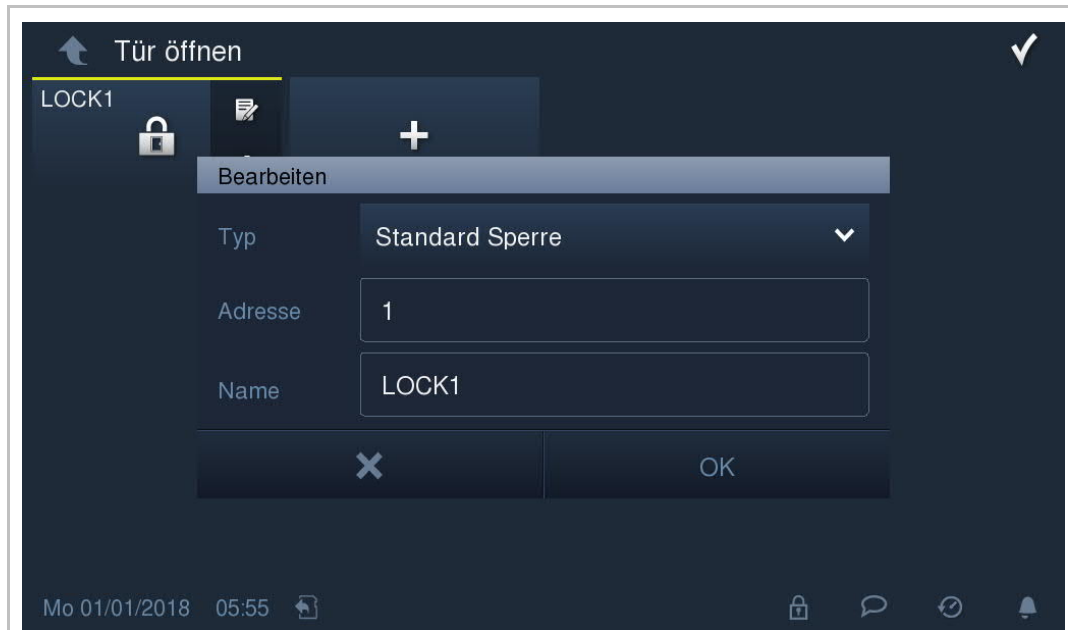 Tür öffnen
LOCK1
Bearbeiten
Typ
Standard Sperre
Adresse
1
Name
LOCK1
OK
Mo 01/01/2018 05:55